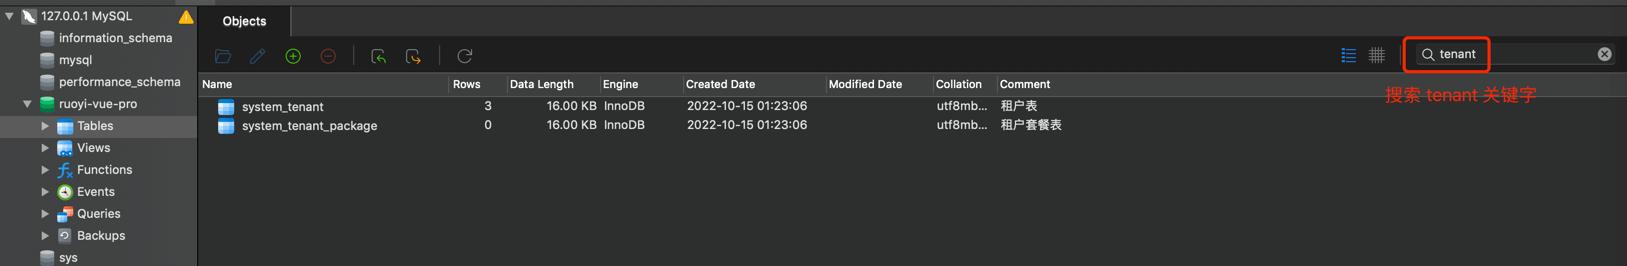 127.0.0.1 MySQL
Objects
information_schema
mysql
tenant
performance_schema
Name Rows Data Length Engine Created Date Modified Date Collation Comment
搜索 tenant 关键字
ruoyi-vue-pro
system_tenant 3 16.00 KB InnoDB 2022-10-15 01:23:06 utf8mb... 租户表
Tables
system_tenant_package 0 16.00 KB InnoDB 2022-10-15 01:23:06 utf8mb... 租户套餐表
Views
Functions
Events
Queries
Backups
sys